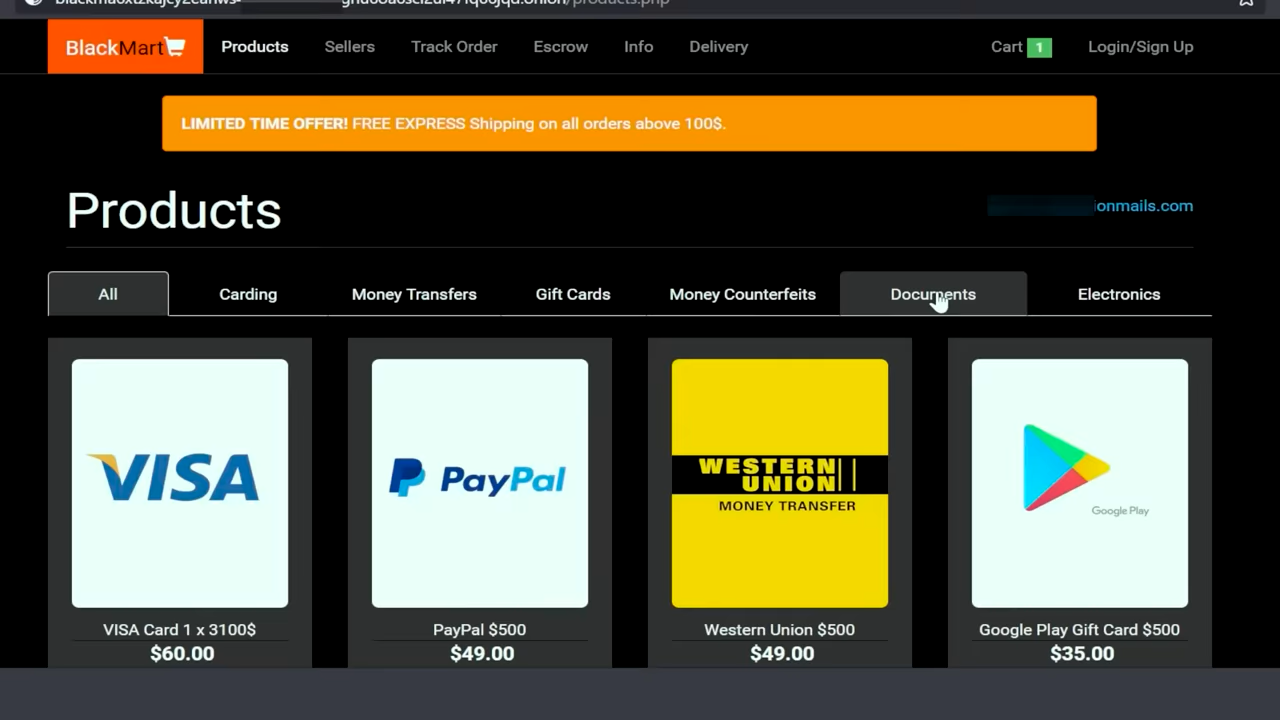 /products.php
BlackMart Products Sellers Track Order Escrow Info Delivery Cart 1 Login/Sign Up
LIMITED TIME OFFER! FREE EXPRESS Shipping on all orders above 100$.
Products
ionmails.com
All Carding Money Transfers Gift Cards Money Counterfeits Documents Electronics
VISA
PayPal
WESTERN
UNION
MONEY TRANSFER
Google Play
VISA Card 1 x 3100$ PayPal $500 Western Union $500 Google Play Gift Card $500
$60.00 $49.00 $49.00 $35.00